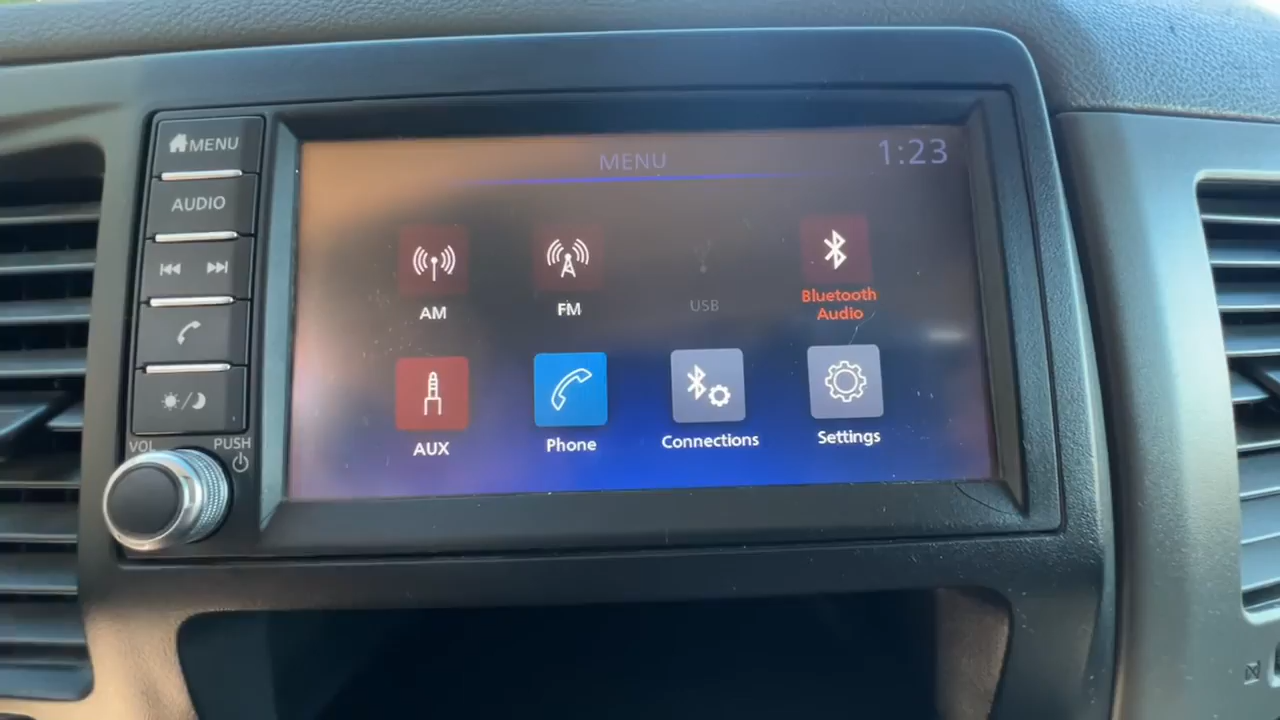 MENU
AUDIO
VOL
PUSH
MENU
1:23
AM
FM
USB
Bluetooth
Audio
AUX
Phone
Connections
Settings